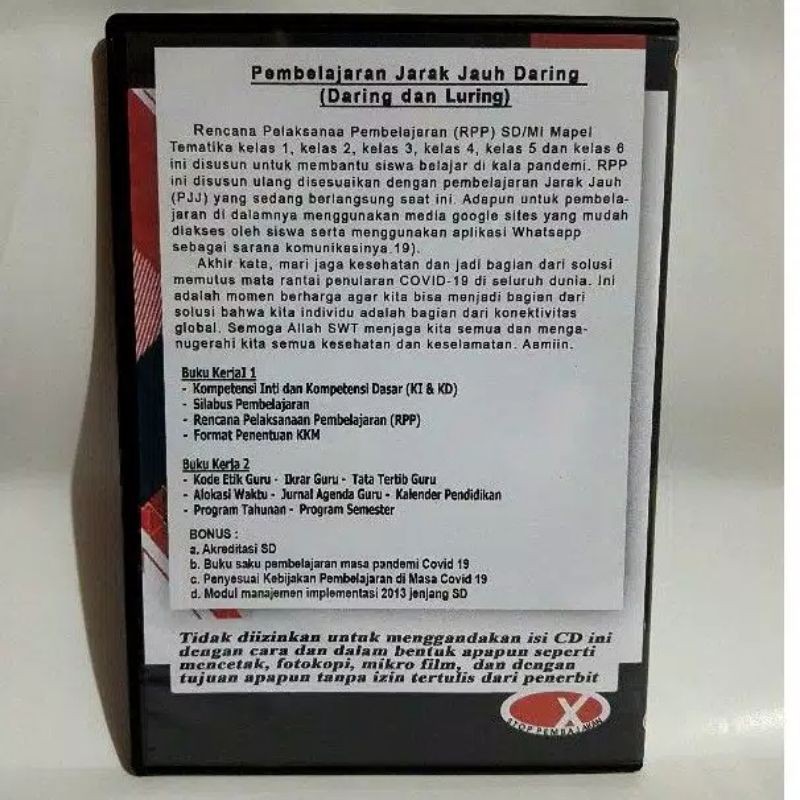 Pembelajaran Jarak Jauh Daring
(Daring dan Luring)
Rencana Pelaksanaa Pembelajaran (RPP) SD/MI Mapel
Tematika kelas 1, kelas 2, kelas 3, kelas 4, kelas 5 dan kelas 6
ini disusun untuk membantu siswa belajar di kala pandemi. RPP
ini disusun ulang disesuaikan dengan pembelajaran Jarak Jauh
(PJJ) yang sedang berlangsung saat ini. Adapun untuk pembela-
jaran di dalamnya menggunakan media google sites yang mudah
diakses oleh siswa serta menggunakan aplikasi Whatsapp
sebagai sarana komunikasinya.19).
Akhir kata, mari jaga kesehatan dan jadi bagian dari solusi
memutus mata rantai penularan COVID-19 di seluruh dunia. Ini
adalah momen berharga agar kita bisa menjadi bagian dari
solusi bahwa kita individu adalah bagian dari konektivitas
global. Semoga Allah SWT menjaga kita semua dan menga-
nugerahi kita semua kesehatan dan keselamatan. Aamiin.
Buku Kerjal 1
- Kompetensi Inti dan Kompetensi Dasar (KI & KD)
- Silabus Pembelajaran
- Rencana Pelaksanaan Pembelajaran (RPP)
- Format Penentuan KKM
Buku Kerja 2
- Kode Etik Guru - Ikrar Guru - Tata Tertib Guru
- Alokasi Waktu - Jurnal Agenda Guru - Kalender Pendidikan
- Program Tahunan - Program Semester
BONUS :
a. Akreditasi SD
b. Buku saku pembelajaran masa pandemi Covid 19
c. Penyesuai Kebijakan Pembelajaran di Masa Covid 19
d. Modul manajemen implementasi 2013 jenjang SD
Tidak diizinkan untuk menggandakan isi CD ini
dengan cara dan dalam bentuk apapun seperti
mencetak, fotokopi, mikro film, dan dengan
tujuan apapun tanpa izin tertulis dari penerbit
X
STOP PEMBAJAKAN